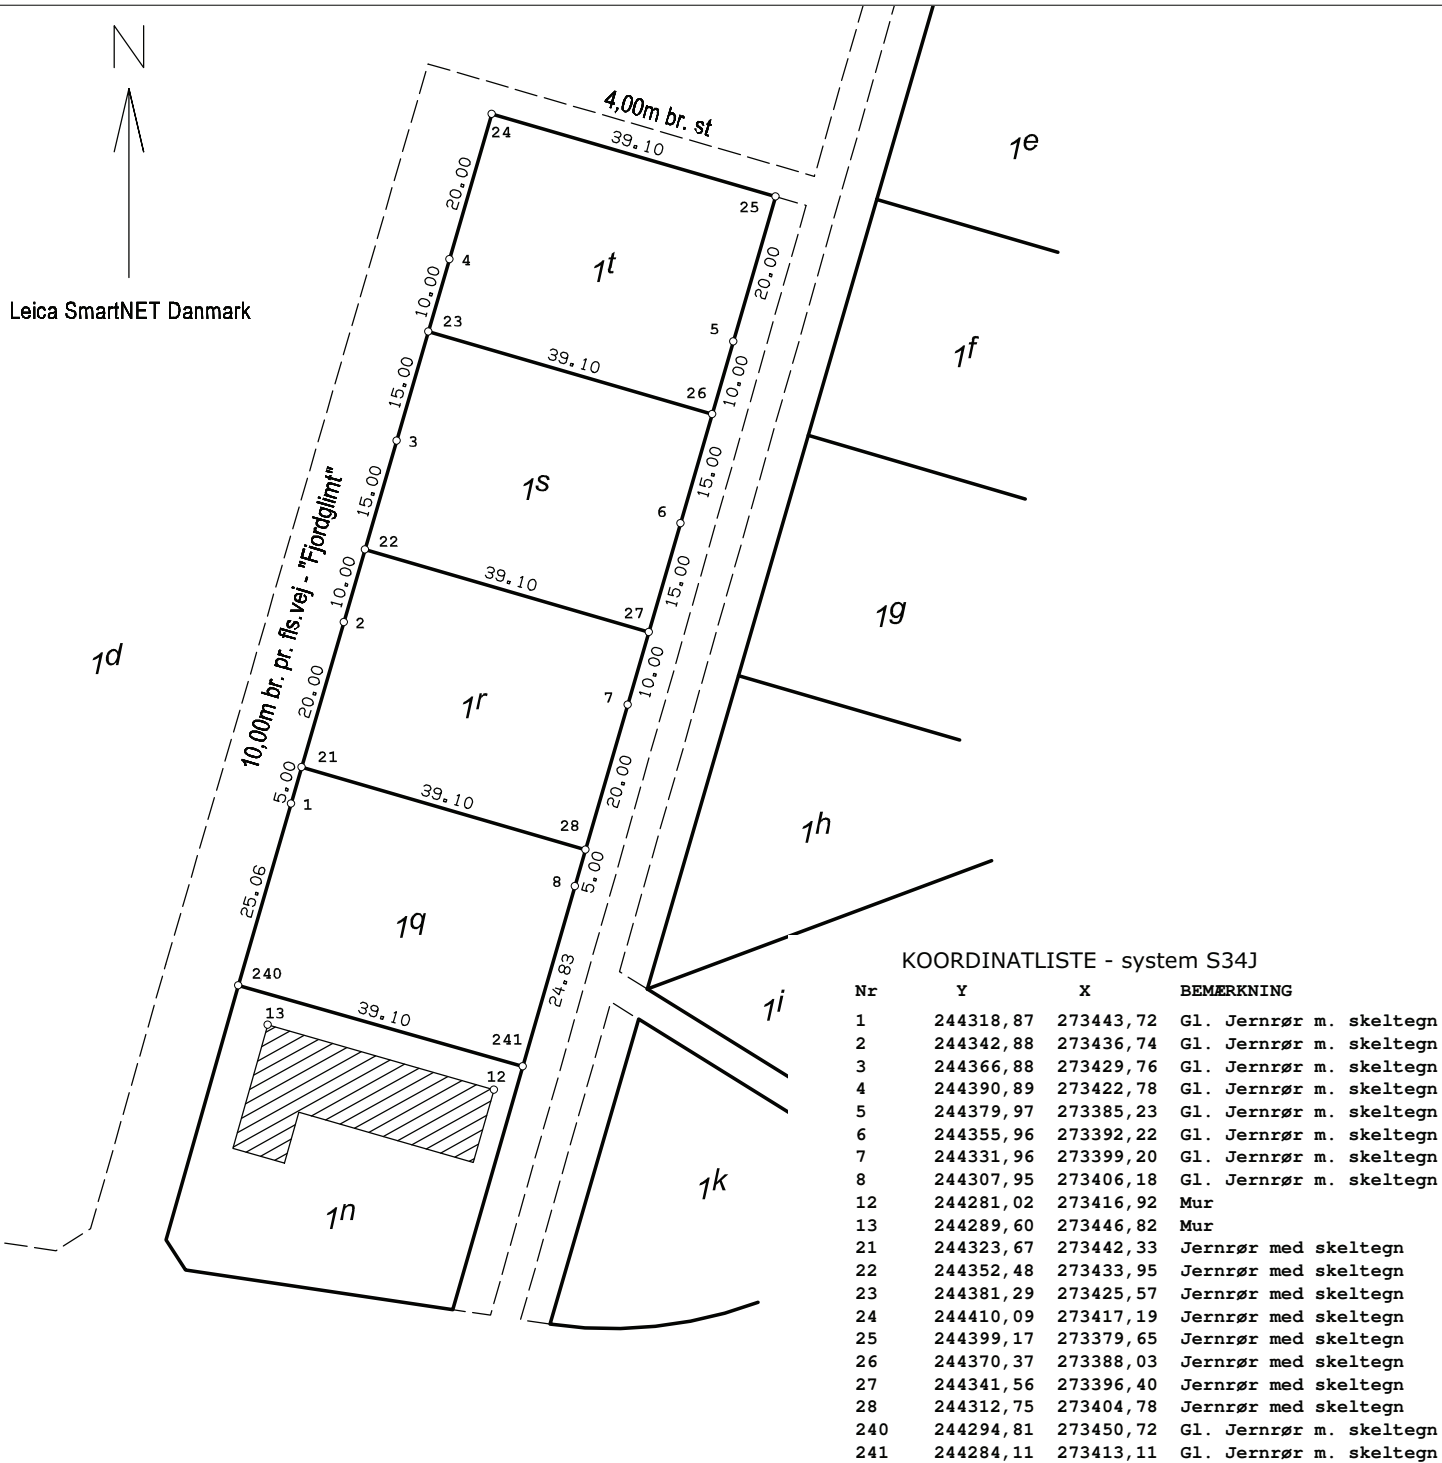 N
Leica SmartNET Danmark
4,00m br. st
39.10
24
25
20.00
20.00
1t
4
5
10.00
10.00
23
39.10
26
15.00
15.00
3
1s
6
15.00
15.00
22
39.10
27
10.00
10.00
2
7
20.00
20.00
1r
10,00m br. pr. fls.vej - "Fjordglimt"
21
39.10
28
5.00
5.00
1
8
25.06
24.83
1q
240
39.10
241
13
12
1n
1d
1e
1f
1g
1h
1i
1k
KOORDINATLISTE - system S34J
Nr Y X BEMÆRKNING
1 244318,87 273443,72 Gl. Jernrør m. skeltegn
2 244342,88 273436,74 Gl. Jernrør m. skeltegn
3 244366,88 273429,76 Gl. Jernrør m. skeltegn
4 244390,89 273422,78 Gl. Jernrør m. skeltegn
5 244379,97 273385,23 Gl. Jernrør m. skeltegn
6 244355,96 273392,22 Gl. Jernrør m. skeltegn
7 244331,96 273399,20 Gl. Jernrør m. skeltegn
8 244307,95 273406,18 Gl. Jernrør m. skeltegn
12 244281,02 273416,92 Mur
13 244289,60 273446,82 Mur
21 244323,67 273442,33 Jernrør med skeltegn
22 244352,48 273433,95 Jernrør med skeltegn
23 244381,29 273425,57 Jernrør med skeltegn
24 244410,09 273417,19 Jernrør med skeltegn
25 244399,17 273379,65 Jernrør med skeltegn
26 244370,37 273388,03 Jernrør med skeltegn
27 244341,56 273396,40 Jernrør med skeltegn
28 244312,75 273404,78 Jernrør med skeltegn
240 244294,81 273450,72 Gl. Jernrør m. skeltegn
241 244284,11 273413,11 Gl. Jernrør m. skeltegn